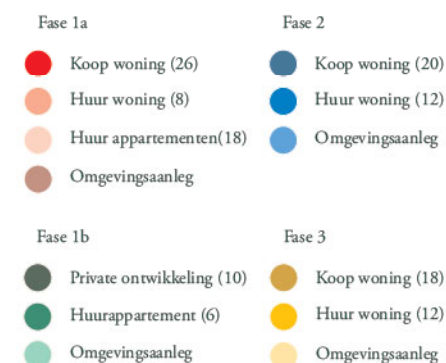 Fase 1a
Koop woning (26)
Huur woning (8)
Huur appartementen(18)
Omgevingsaanleg
Fase 2
Koop woning (20)
Huur woning (12)
Omgevingsaanleg
Fase 1b
Private ontwikkeling (10)
Huurappartement (6)
Omgevingsaanleg
Fase 3
Koop woning (18)
Huur woning (12)
Omgevingsaanleg